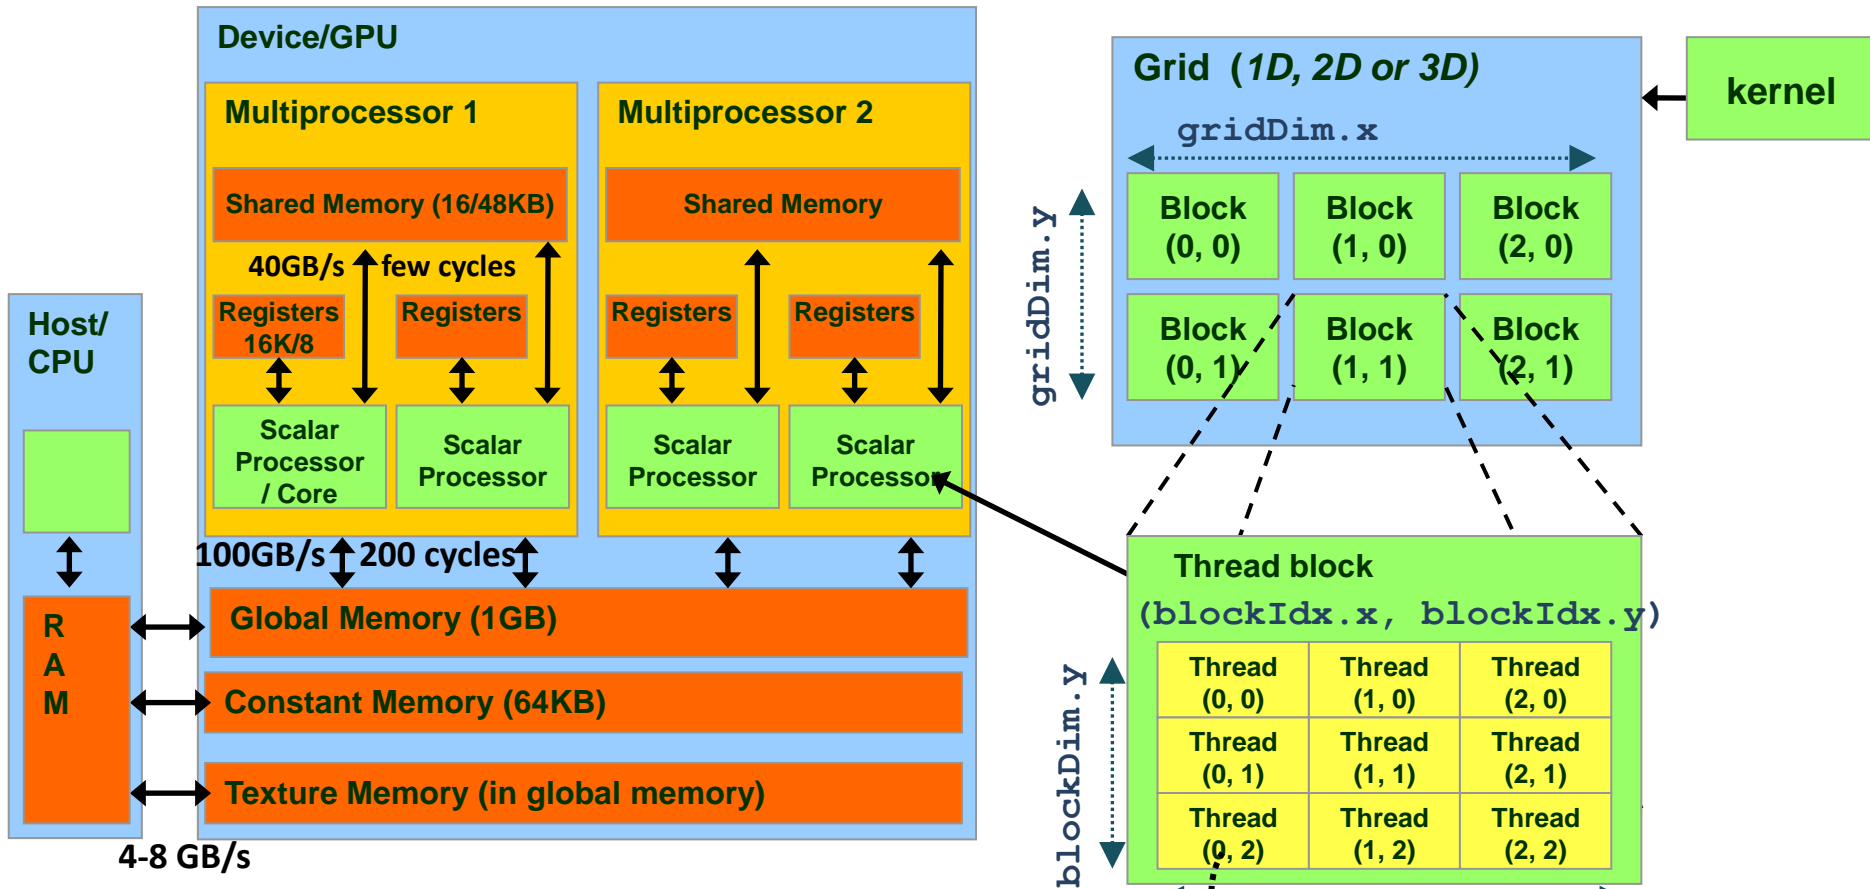 Device/GPU
Multiprocessor 1
Shared Memory (16/48KB)
40GB/s
few cycles
Registers
16K/8
Registers
Scalar
Processor
/ Core
Scalar
Processor
Multiprocessor 2
Shared Memory
Registers
Registers
Scalar
Processor
Scalar
Processor
100GB/s
200 cycles
Global Memory (1GB)
Constant Memory (64KB)
Texture Memory (in global memory)
Host/
CPU
R
A
M
4-8 GB/s
Grid (1D, 2D or 3D)
kernel
gridDim.x
gridDim.y
Block
(0, 0)
Block
(1, 0)
Block
(2, 0)
Block
(0, 1)
Block
(1, 1)
Block
(2, 1)
Thread block
(blockIdx.x, blockIdx.y)
blockDim.y
Thread
(0, 0)
Thread
(1, 0)
Thread
(2, 0)
Thread
(0, 1)
Thread
(1, 1)
Thread
(2, 1)
Thread
(0, 2)
Thread
(1, 2)
Thread
(2, 2)